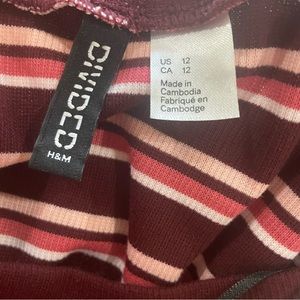 DIVIDED
H&M
US 12
CA 12
Made in
Cambodia
Fabriqué en
Cambodge